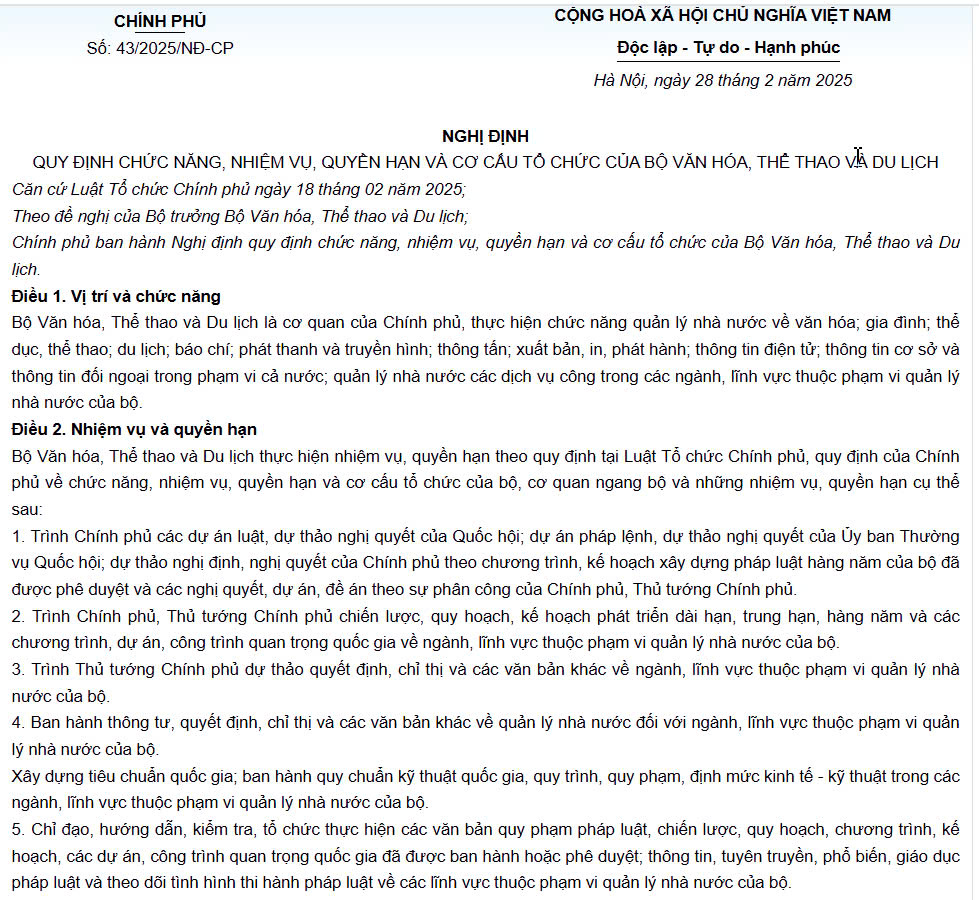 CHÍNH PHỦ
Số: 43/2025/NĐ-CP
CỘNG HOÀ XÃ HỘI CHỦ NGHĨA VIỆT NAM
Độc lập - Tự do - Hạnh phúc
Hà Nội, ngày 28 tháng 2 năm 2025
NGHỊ ĐỊNH
QUY ĐỊNH CHỨC NĂNG, NHIỆM VỤ, QUYỀN HẠN VÀ CƠ CẤU TỔ CHỨC CỦA BỘ VĂN HÓA, THỂ THAO VÀ DU LỊCH
Căn cứ Luật Tổ chức Chính phủ ngày 18 tháng 02 năm 2025;
Theo đề nghị của Bộ trưởng Bộ Văn hóa, Thể thao và Du lịch;
Chính phủ ban hành Nghị định quy định chức năng, nhiệm vụ, quyền hạn và cơ cấu tổ chức của Bộ Văn hóa, Thể thao và Du
lịch.
Điều 1. Vị trí và chức năng
Bộ Văn hóa, Thể thao và Du lịch là cơ quan của Chính phủ, thực hiện chức năng quản lý nhà nước về văn hóa; gia đình; thể
dục, thể thao; du lịch; báo chí; phát thanh và truyền hình; thông tấn; xuất bản, in, phát hành; thông tin điện tử; thông tin cơ sở và
thông tin đối ngoại trong phạm vi cả nước; quản lý nhà nước các dịch vụ công trong các ngành, lĩnh vực thuộc phạm vi quản lý
nhà nước của bộ.
Điều 2. Nhiệm vụ và quyền hạn
Bộ Văn hóa, Thể thao và Du lịch thực hiện nhiệm vụ, quyền hạn theo quy định tại Luật Tổ chức Chính phủ, quy định của Chính
phủ về chức năng, nhiệm vụ, quyền hạn và cơ cấu tổ chức của bộ, cơ quan ngang bộ và những nhiệm vụ, quyền hạn cụ thể
sau:
1. Trình Chính phủ các dự án luật, dự thảo nghị quyết của Quốc hội; dự án pháp lệnh, dự thảo nghị quyết của Ủy ban Thường
vụ Quốc hội; dự thảo nghị định, nghị quyết của Chính phủ theo chương trình, kế hoạch xây dựng pháp luật hàng năm của bộ đã
được phê duyệt và các nghị quyết, dự án, đề án theo sự phân công của Chính phủ, Thủ tướng Chính phủ.
2. Trình Chính phủ, Thủ tướng Chính phủ chiến lược, quy hoạch, kế hoạch phát triển dài hạn, trung hạn, hàng năm và các
chương trình, dự án, công trình quan trọng quốc gia về ngành, lĩnh vực thuộc phạm vi quản lý nhà nước của bộ.
3. Trình Thủ tướng Chính phủ dự thảo quyết định, chỉ thị và các văn bản khác về ngành, lĩnh vực thuộc phạm vi quản lý nhà
nước của bộ.
4. Ban hành thông tư, quyết định, chỉ thị và các văn bản khác về quản lý nhà nước đối với ngành, lĩnh vực thuộc phạm vi quản
lý nhà nước của bộ.
Xây dựng tiêu chuẩn quốc gia; ban hành quy chuẩn kỹ thuật quốc gia, quy trình, quy phạm, định mức kinh tế - kỹ thuật trong các
ngành, lĩnh vực thuộc phạm vi quản lý nhà nước của bộ.
5. Chỉ đạo, hướng dẫn, kiểm tra, tổ chức thực hiện các văn bản quy phạm pháp luật, chiến lược, quy hoạch, chương trình, kế
hoạch, các dự án, công trình quan trọng quốc gia đã được ban hành hoặc phê duyệt; thông tin, tuyên truyền, phổ biến, giáo dục
pháp luật và theo dõi tình hình thi hành pháp luật về các lĩnh vực thuộc phạm vi quản lý nhà nước của bộ.